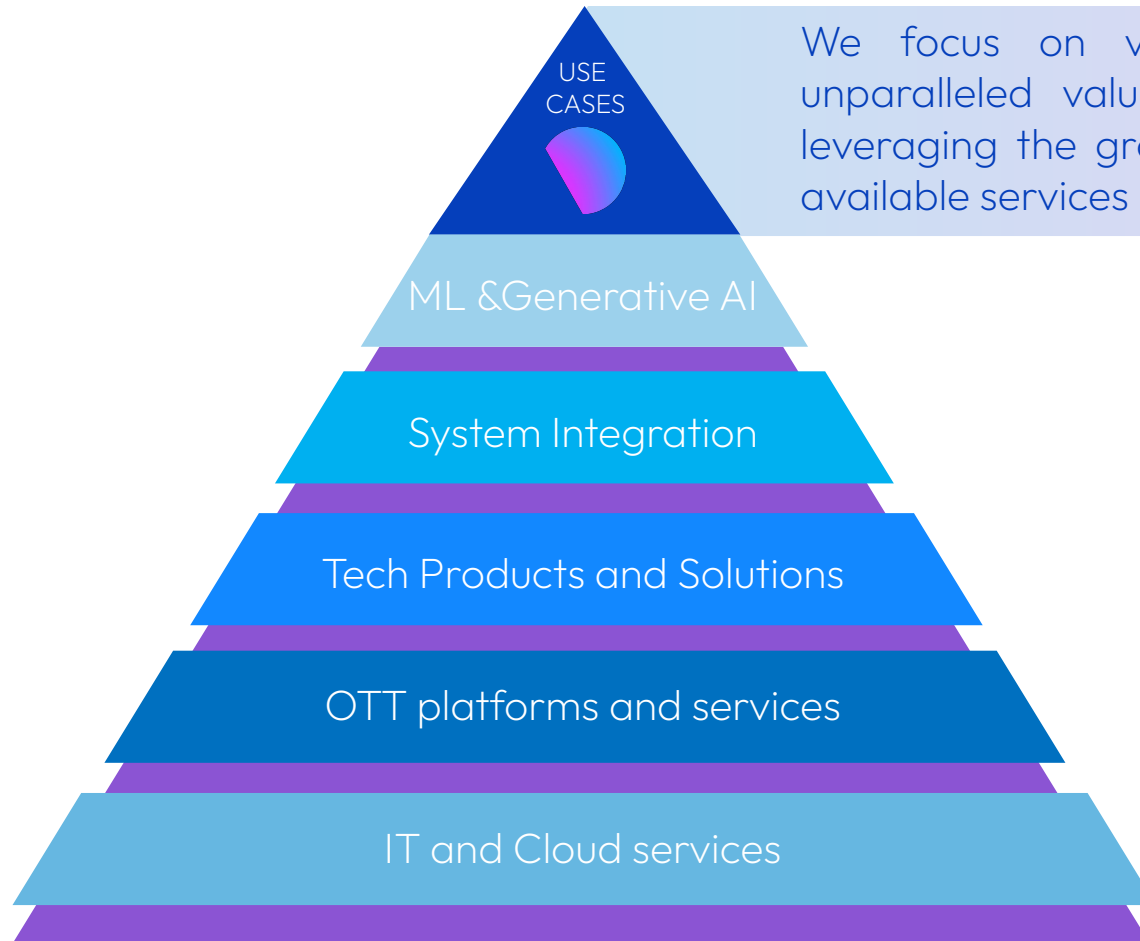 USE
CASES
We focus on
unparalleled
leveraging the
available services
ML &Generative AI
System Integration
Tech Products and Solutions
OTT platforms and services
IT and Cloud services